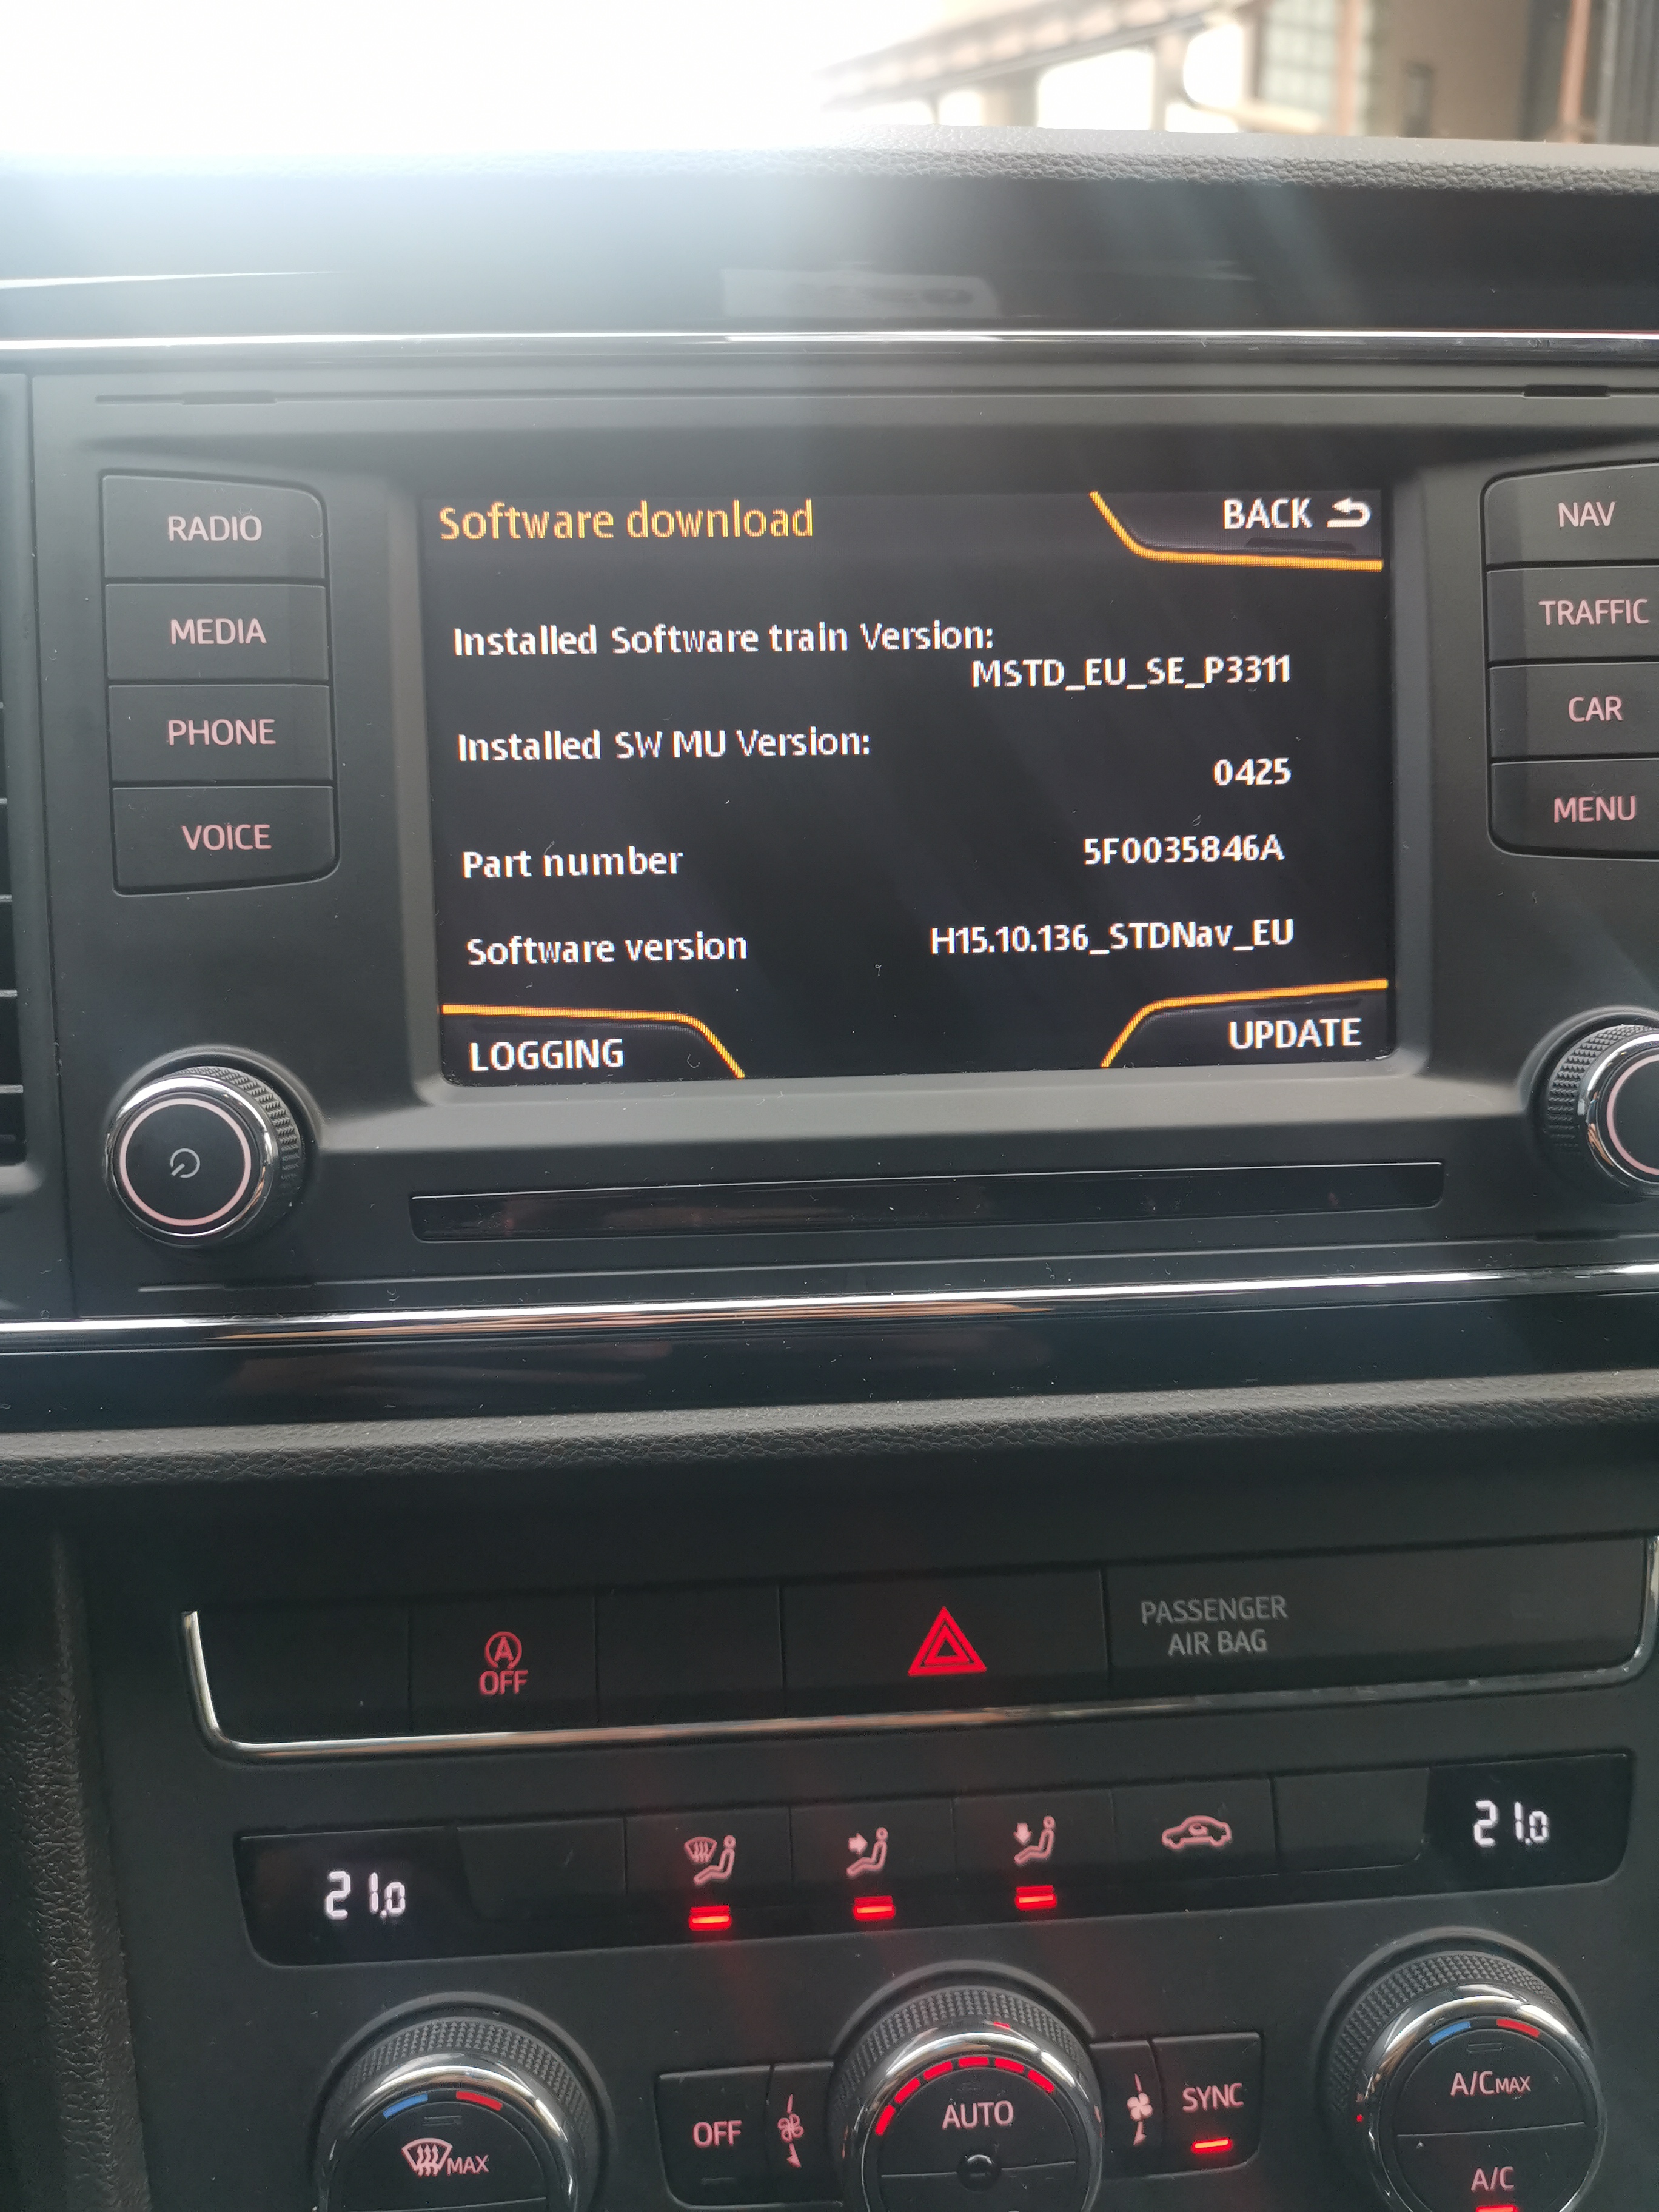 Software download
BACK
Installed Software train Version:
MSTD_EU_SE_P3311
Installed SW MU Version:
0425
Part number
5F0035846A
Software version
H15.10.136_STDNav_EU
LOGGING
UPDATE
RADIO
MEDIA
PHONE
VOICE
NAV
TRAFFIC
CAR
MENU
A
OFF
PASSENGER
AIR BAG
21.0
21.0
MAX
OFF
AUTO
SYNC
A/C MAX
A/C